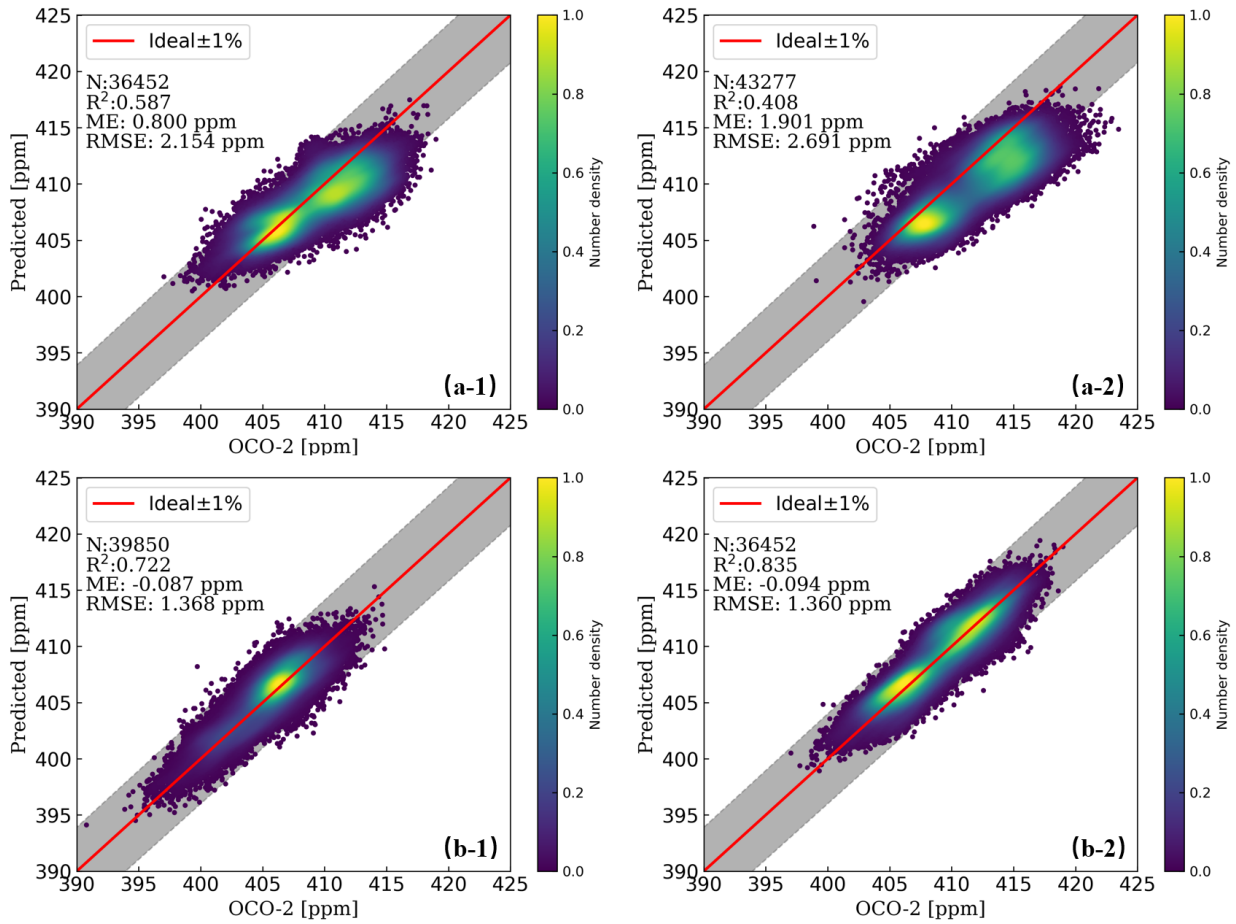 425
420
415
410
405
400
395
390
Predicted [ppm]
Ideal±1%
N:36452
R²:0.587
ME: 0.800 ppm
RMSE: 2.154 ppm
(a-1)
390 395 400 405 410 415 420 425
OCO-2 [ppm]
1.0
0.8
0.6
0.4
0.2
0.0
Number density
425
420
415
410
405
400
395
390
Predicted [ppm]
Ideal±1%
N:43277
R²:0.408
ME: 1.901 ppm
RMSE: 2.691 ppm
(a-2)
390 395 400 405 410 415 420 425
OCO-2 [ppm]
1.0
0.8
0.6
0.4
0.2
0.0
Number density
425
420
415
410
405
400
395
390
Predicted [ppm]
Ideal±1%
N:39850
R²:0.722
ME: -0.087 ppm
RMSE: 1.368 ppm
(b-1)
390 395 400 405 410 415 420 425
OCO-2 [ppm]
1.0
0.8
0.6
0.4
0.2
0.0
Number density
425
420
415
410
405
400
395
390
Predicted [ppm]
Ideal±1%
N:36452
R²:0.835
ME: -0.094 ppm
RMSE: 1.360 ppm
(b-2)
390 395 400 405 410 415 420 425
OCO-2 [ppm]
1.0
0.8
0.6
0.4
0.2
0.0
Number density